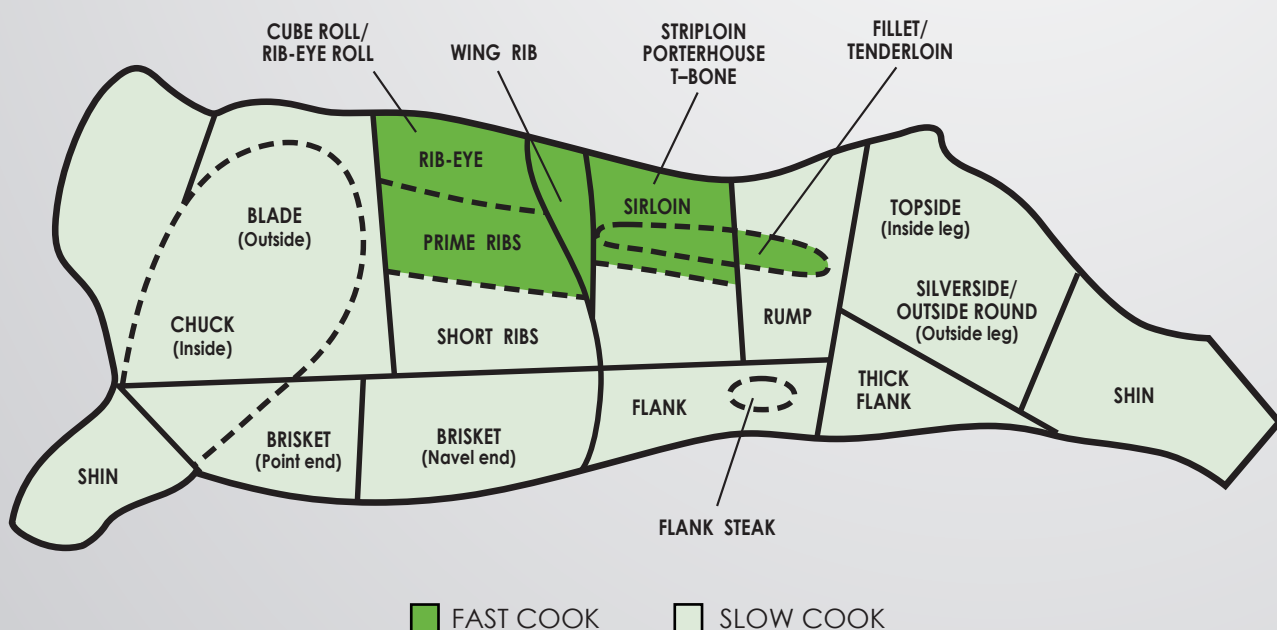 CUBE ROLL/
RIB-EYE ROLL
WING RIB
STRIPLOIN
PORTERHOUSE
T–BONE
FILLET/
TENDERLOIN
RIB-EYE
PRIME RIBS
SHORT RIBS
BLADE
(Outside)
CHUCK
(Inside)
SIRLOIN
RUMP
TOPSIDE
(Inside leg)
SILVERSIDE/
OUTSIDE ROUND
(Outside leg)
THICK
FLANK
SHIN
SHIN
BRISKET
(Point end)
BRISKET
(Navel end)
FLANK
FLANK STEAK
FAST COOK
SLOW COOK